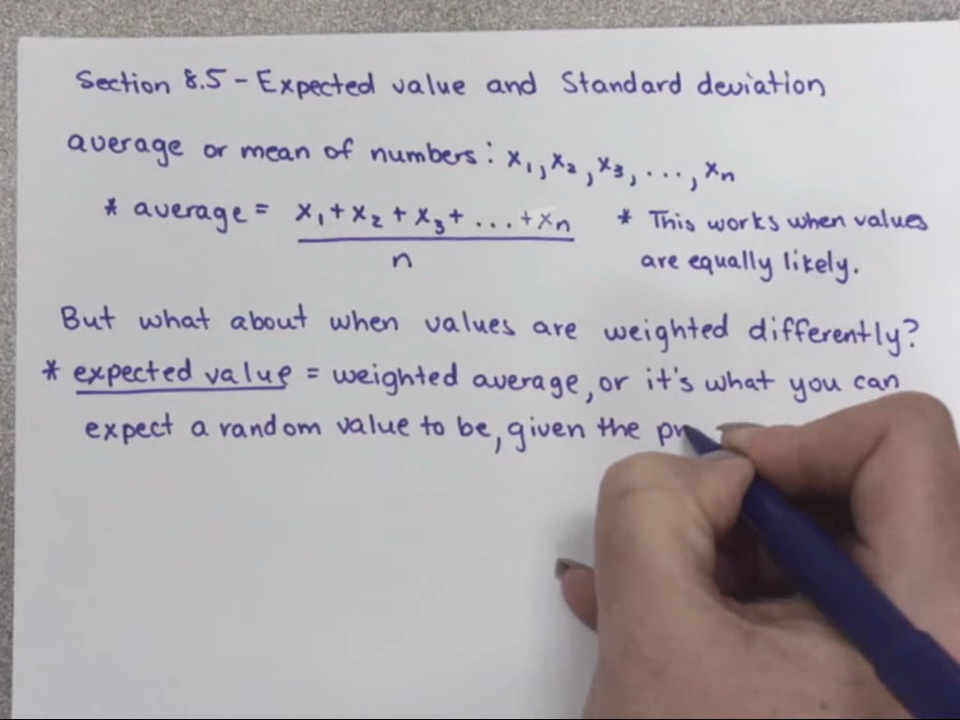 Section 8.5 - Expected value and Standard deviation
average or mean of numbers: x₁, x₂, x₃, ..., xₙ
* average = x₁ + x₂ + x₃ + ... + xₙ * This works when values
n are equally likely.
But what about when values are weighted differently?
* expected value = weighted average, or it's what you can
expect a random value to be, given the pr